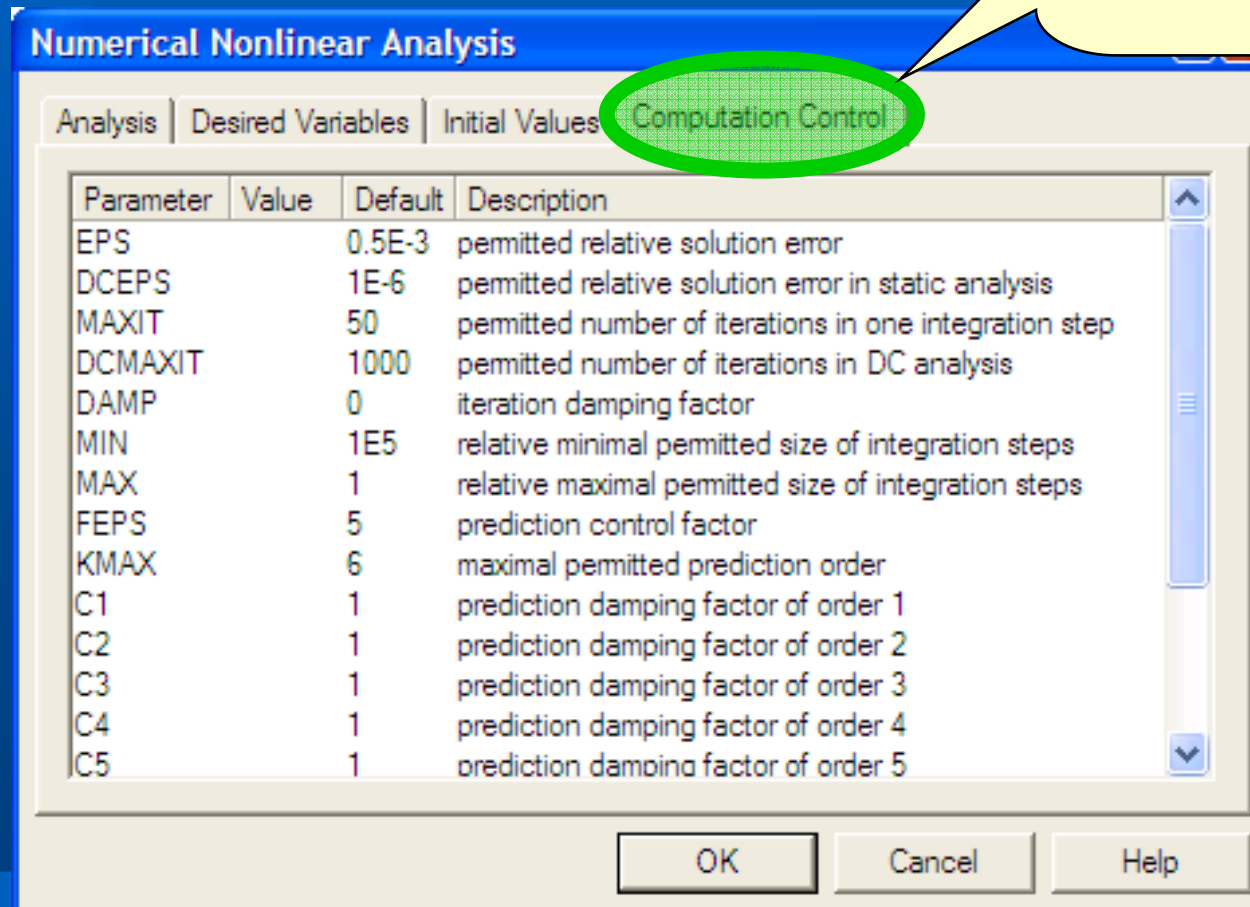 Numerical Nonlinear Analysis
Analysis Desired Variables Initial Values Computation Control
Parameter Value Default Description
EPS 0.5E-3 permitted relative solution error
DCEPS 1E-6 permitted relative solution error in static analysis
MAXIT 50 permitted number of iterations in one integration step
DCMAXIT 1000 permitted number of iterations in DC analysis
DAMP 0 iteration damping factor
MIN 1E5 relative minimal permitted size of integration steps
MAX 1 relative maximal permitted size of integration steps
FEPS 5 prediction control factor
KMAX 6 maximal permitted prediction order
C1 1 prediction damping factor of order 1
C2 1 prediction damping factor of order 2
C3 1 prediction damping factor of order 3
C4 1 prediction damping factor of order 4
C5 1 prediction damping factor of order 5
OK Cancel Help